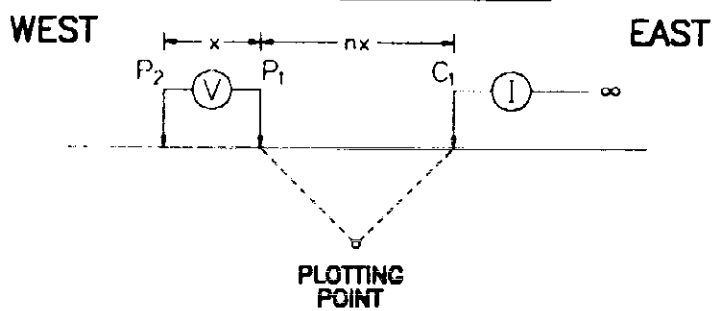 WEST
x
nx
EAST
P2
V
P1
C1
I
∞
PLOTTING
POINT